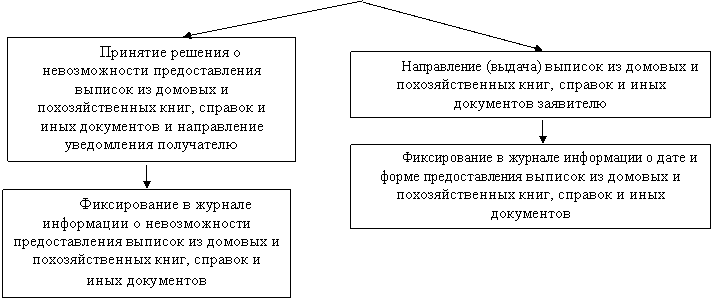 Принятие решения о
невозможности предоставления
выписок из домовых и
похозяйственных книг, справок и
иных документов и направление
уведомления получателю
Фиксирование в журнале
информации о невозможности
предоставления выписок из домовых и
похозяйственных книг, справок и
иных документов
Направление (выдача) выписок из домовых и
похозяйственных книг, справок и иных
документов заявителю
Фиксирование в журнале информации о дате и
форме предоставления выписок из домовых и
похозяйственных книг, справок и иных
документов